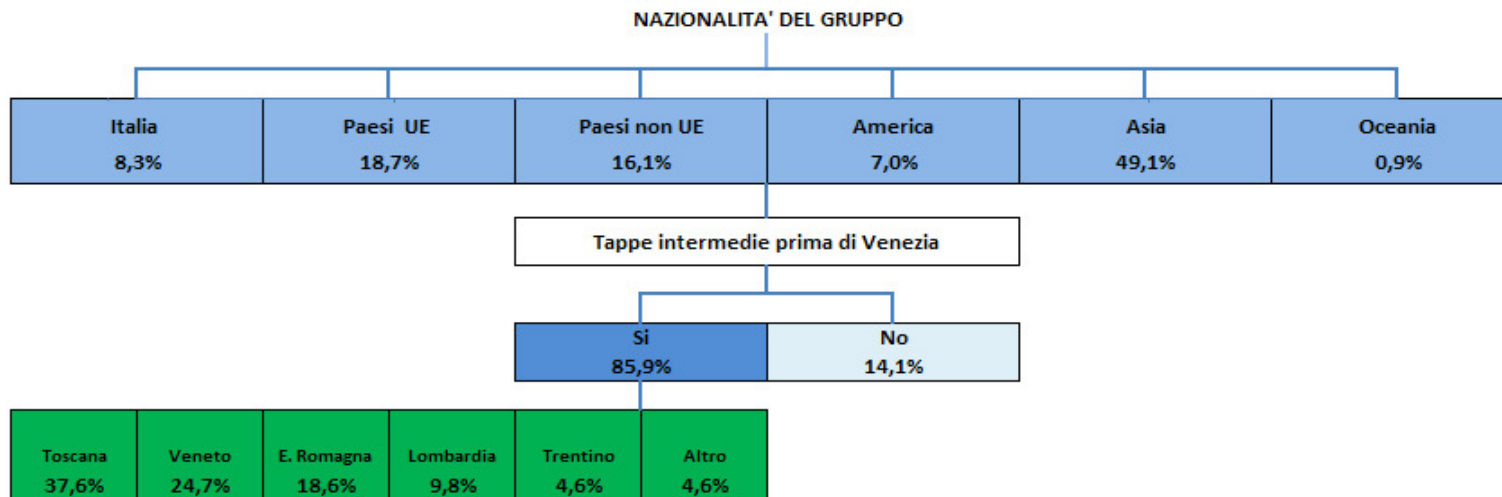 NAZIONALITA' DEL GRUPPO
Italia Paesi UE Paesi non UE America Asia Oceania
8,3% 18,7% 16,1% 7,0% 49,1% 0,9%
Tappe intermedie prima di Venezia
Si No
85,9% 14,1%
Toscana Veneto E. Romagna Lombardia Trentino Altro
37,6% 24,7% 18,6% 9,8% 4,6% 4,6%